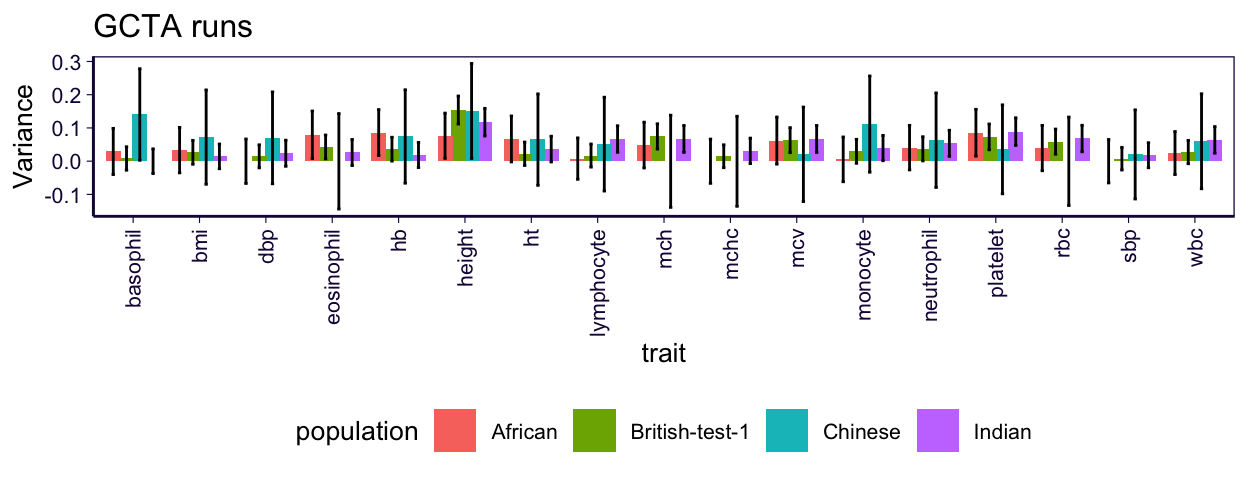 GCTA runs
Variance
0.3
0.2
0.1
0.0
-0.1
basophil
bmi
dbp
eosinophil
hb
height
ht
lymphocyte
mch
mchc
mcv
monocyte
neutrophil
platelet
rbc
sbp
wbc
trait
population African British-test-1 Chinese Indian